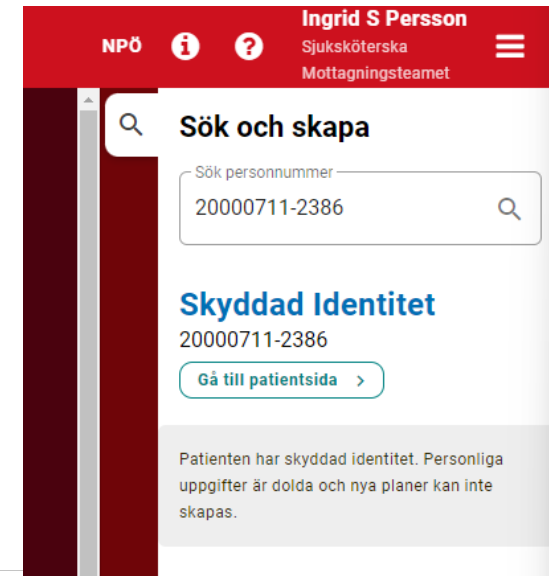 Ingrid S Persson
NPÖ
Sjuksköterska
Mottagningsteamet
Sök och skapa
Sök personnummer
20000711-2386
Skyddad Identitet
20000711-2386
Gå till patientsida
Patienten har skyddad identitet. Personliga
uppgifter är dolda och nya planer kan inte
skapas.